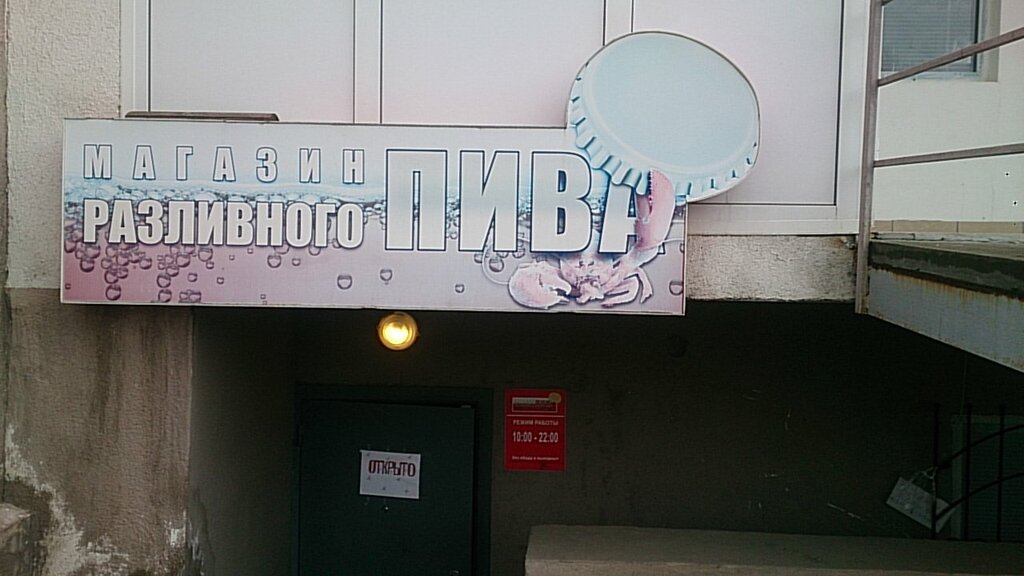 МАГАЗИН
РАЗЛИВНОГО
ПИВА
ОТКРЫТО
РЕЖИМ РАБОТЫ
10:00 - 22:00